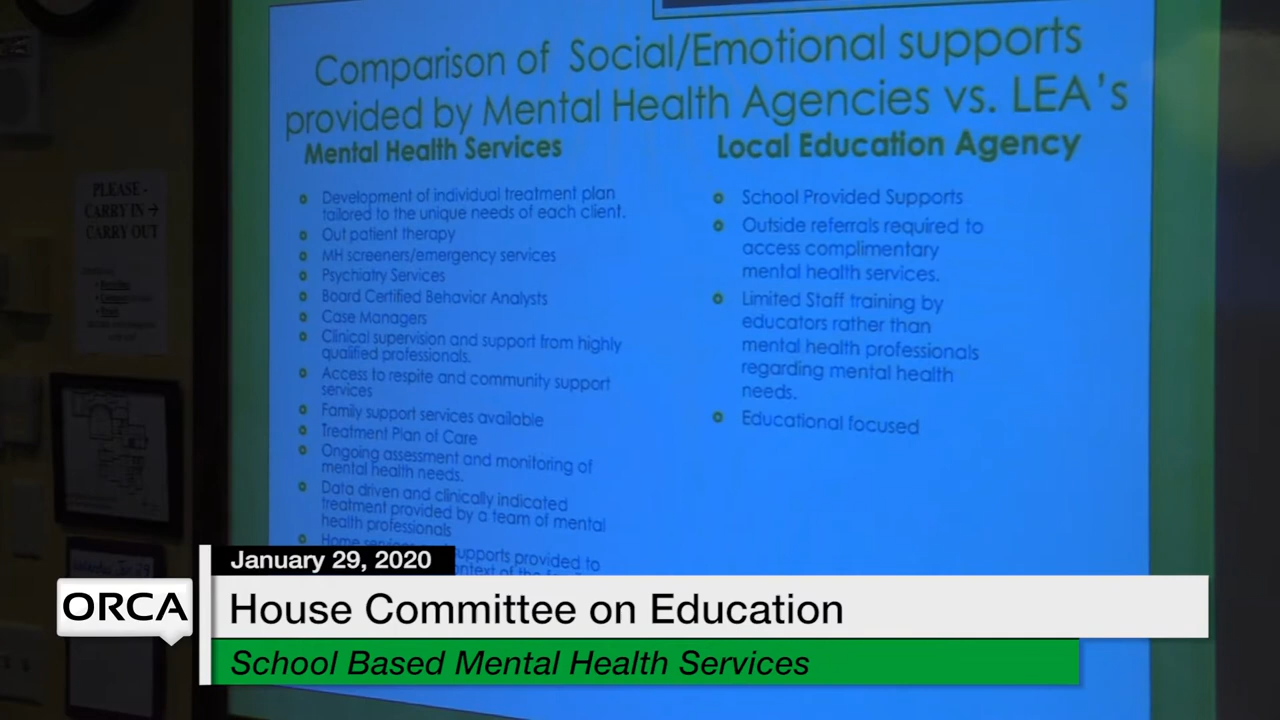 Comparison of Social/Emotional supports
provided by Mental Health Agencies vs. LEA's
Mental Health Services
Development of individual treatment plan
tailored to the unique needs of each client.
Out patient therapy
MH screeners/emergency services
Psychiatry Services
Board Certified Behavior Analysts
Case Managers
Clinical supervision and support from highly
qualified professionals.
Access to respite and community support
services
Family support services available
Treatment Plan of Care
Ongoing assessment and monitoring of
mental health needs.
Data driven and clinically indicated
treatment provided by a team of mental
health professionals
Home supports provided to
of the
Local Education Agency
School Provided Supports
Outside referrals required to
access complimentary
mental health services.
Limited Staff training by
educators rather than
mental health professionals
regarding mental health
needs.
Educational focused
PLEASE -
CARRY IN →
CARRY OUT
January 29, 2020
ORCA
House Committee on Education
School Based Mental Health Services